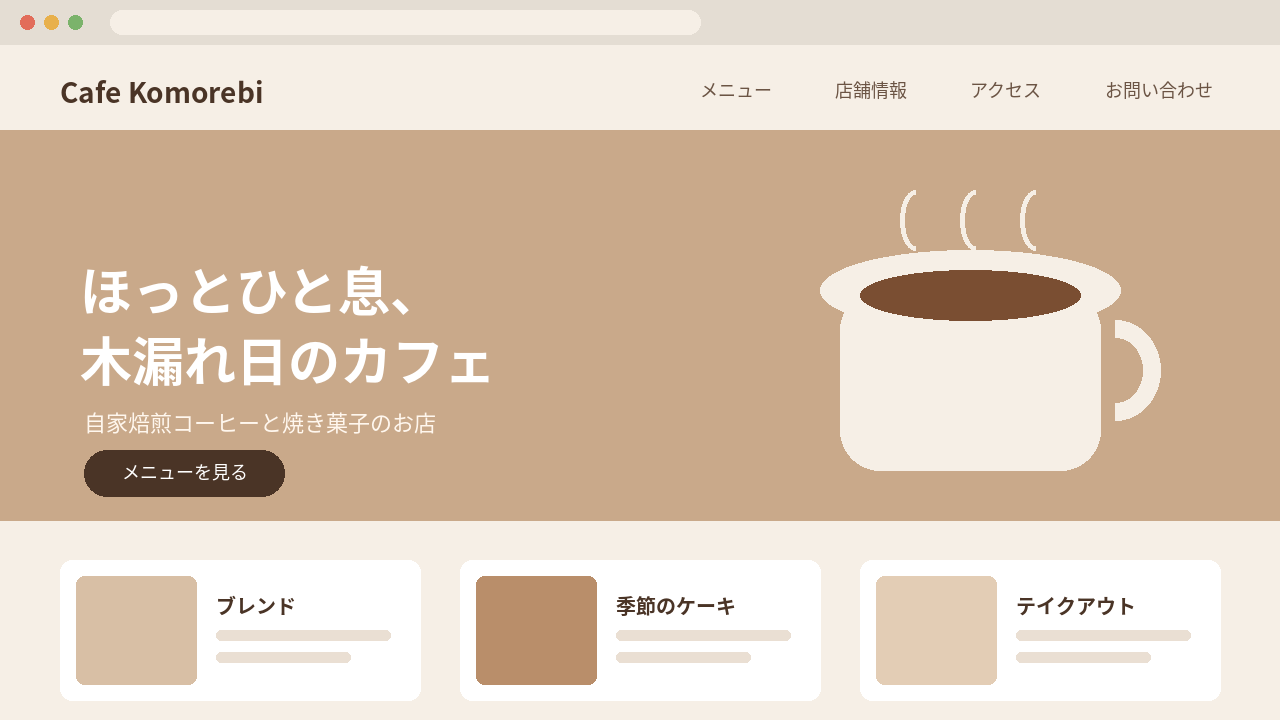 Cafe Komorebi
メニュー
店舗情報
アクセス
お問い合わせ
ほっとひと息、
木漏れ日のカフェ
自家焙煎コーヒーと焼き菓子のお店
メニューを見る
ブレンド
季節のケーキ
テイクアウト